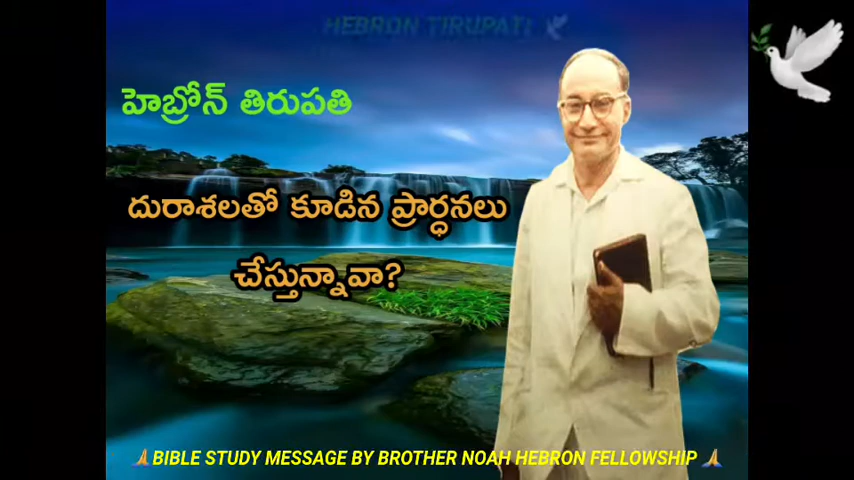 HEBRON TIRUPATI 🕊
హెబ్రోన్ తిరుపతి
దురాశలతో కూడిన ప్రార్ధనలు
చేస్తున్నావా?
🙏BIBLE STUDY MESSAGE BY BROTHER NOAH HEBRON FELLOWSHIP 🙏